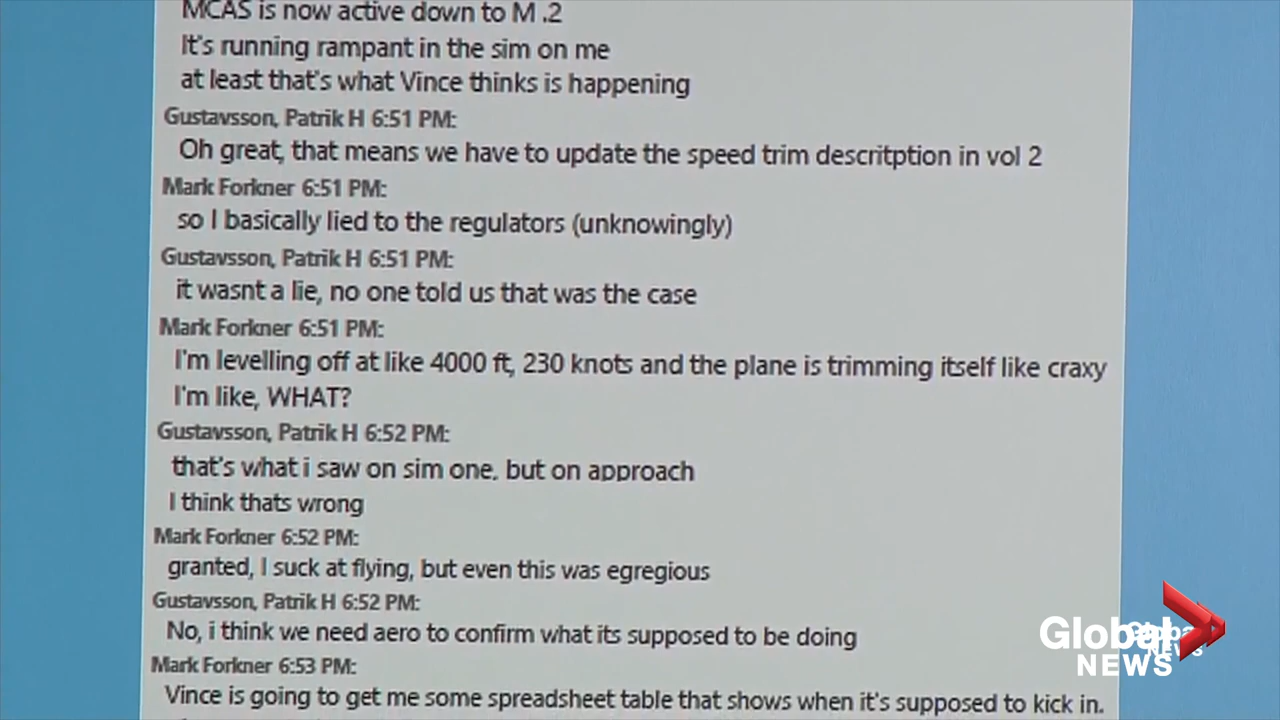 MCAS is now active down to M .2
It's running rampant in the sim on me
at least that's what Vince thinks is happening
Gustavsson, Patrik H 6:51 PM:
Oh great, that means we have to update the speed trim descritption in vol 2
Mark Forkner 6:51 PM:
so I basically lied to the regulators (unknowingly)
Gustavsson, Patrik H 6:51 PM:
it wasnt a lie, no one told us that was the case
Mark Forkner 6:51 PM:
I'm levelling off at like 4000 ft, 230 knots and the plane is trimming itself like craxy
I'm like, WHAT?
Gustavsson, Patrik H 6:52 PM:
that's what i saw on sim one, but on approach
I think thats wrong
Mark Forkner 6:52 PM:
granted, I suck at flying, but even this was egregious
Gustavsson, Patrik H 6:52 PM:
No, i think we need aero to confirm what its supposed to be doing
Mark Forkner 6:53 PM:
Vince is going to get me some spreadsheet table that shows when it's supposed to kick in.
Global
NEWS
Global
NEWS